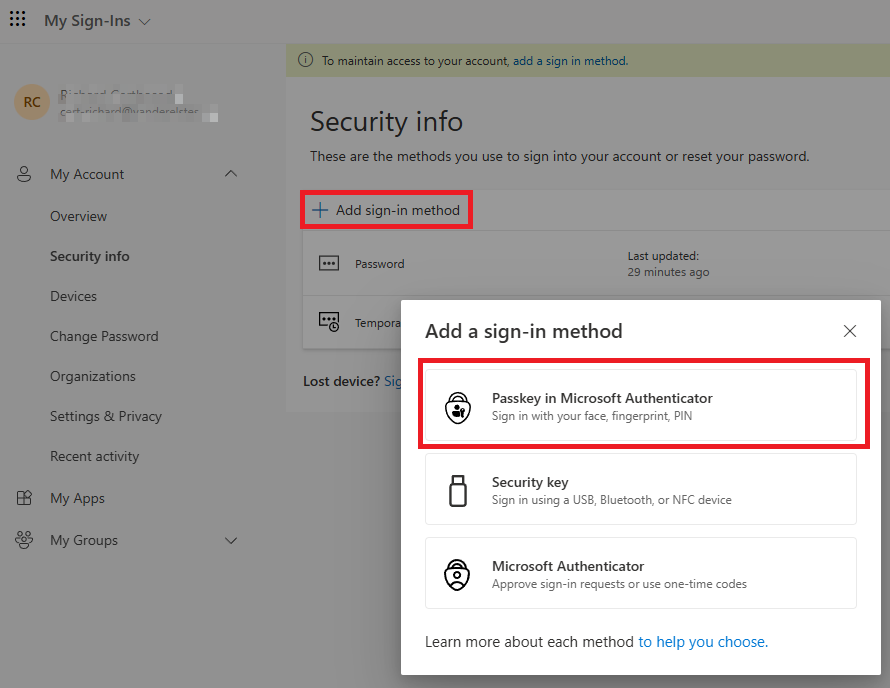 My Sign-Ins
To maintain access to your account, add a sign-in method.
RC
Security info
These are the methods you use to sign into your account or reset your password.
My Account
Overview
Security info
Devices
Change Password
Organizations
Settings & Privacy
Recent activity
My Apps
My Groups
Add sign-in method
Password
Last updated:
29 minutes ago
Tempora
Lost device? Sig
Add a sign-in method
Passkey in Microsoft Authenticator
Sign in with your face, fingerprint, PIN
Security key
Sign in using a USB, Bluetooth, or NFC device
Microsoft Authenticator
Approve sign-in requests or use one-time codes
Learn more about each method to help you choose.